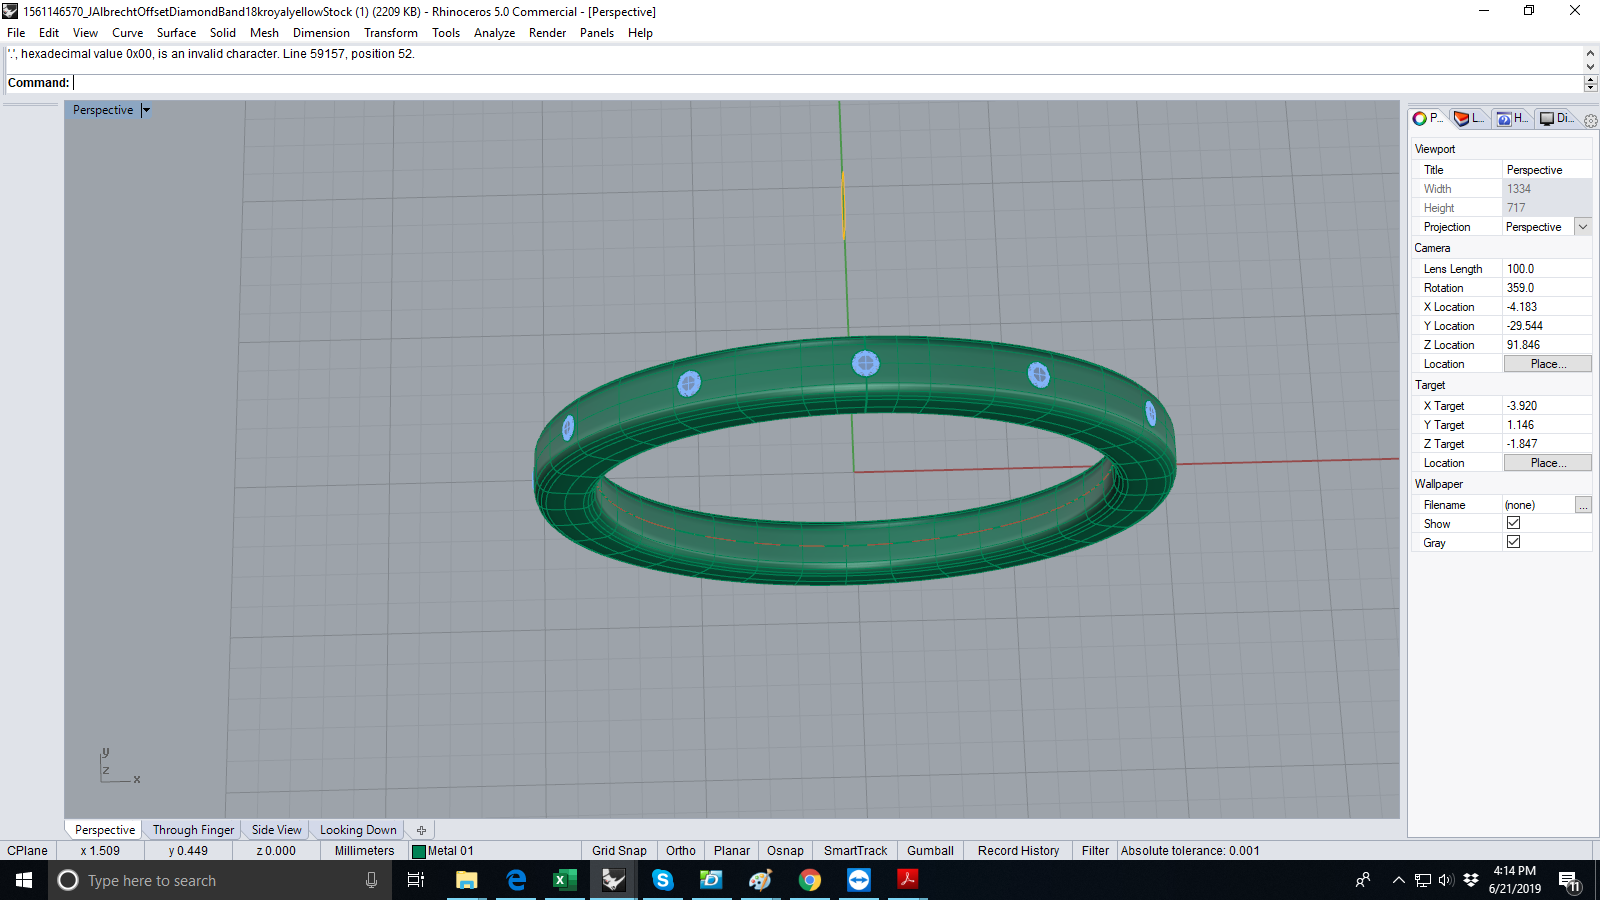 1561146570_JAlbrechtOffsetDiamondBand18kroyalyellowStock (1) (2209 KB) - Rhinoceros 5.0 Commercial - [Perspective]
File Edit View Curve Surface Solid Mesh Dimension Transform Tools Analyze Render Panels Help
'.', hexadecimal value 0x00, is an invalid character. Line 59157, position 52.
Command:
Perspective
P... L... H... Di...
Viewport
Title Perspective
Width 1334
Height 717
Projection Perspective
Camera
Lens Length 100.0
Rotation 359.0
X Location -4.183
Y Location -29.544
Z Location 91.846
Location Place...
Target
X Target -3.920
Y Target 1.146
Z Target -1.847
Location Place...
Wallpaper
Filename (none) ...
Show
Gray
y
z
x
Perspective Through Finger Side View Looking Down
CPlane x 1.509 y 0.449 z 0.000 Millimeters Metal 01 Grid Snap Ortho Planar Osnap SmartTrack Gumball Record History Filter Absolute tolerance: 0.001
Type here to search
4:14 PM
6/21/2019
11